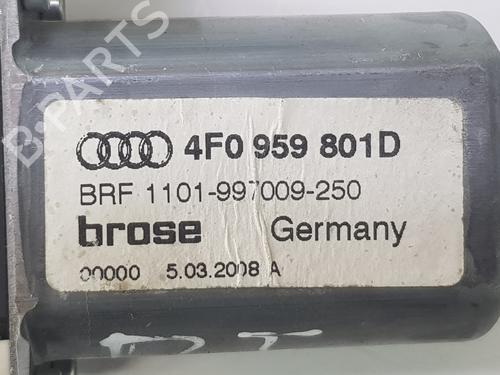 B-PARTS
4F0 959 801D
BRF 1101-997009-250
brose Germany
00000 5.03.2008 A